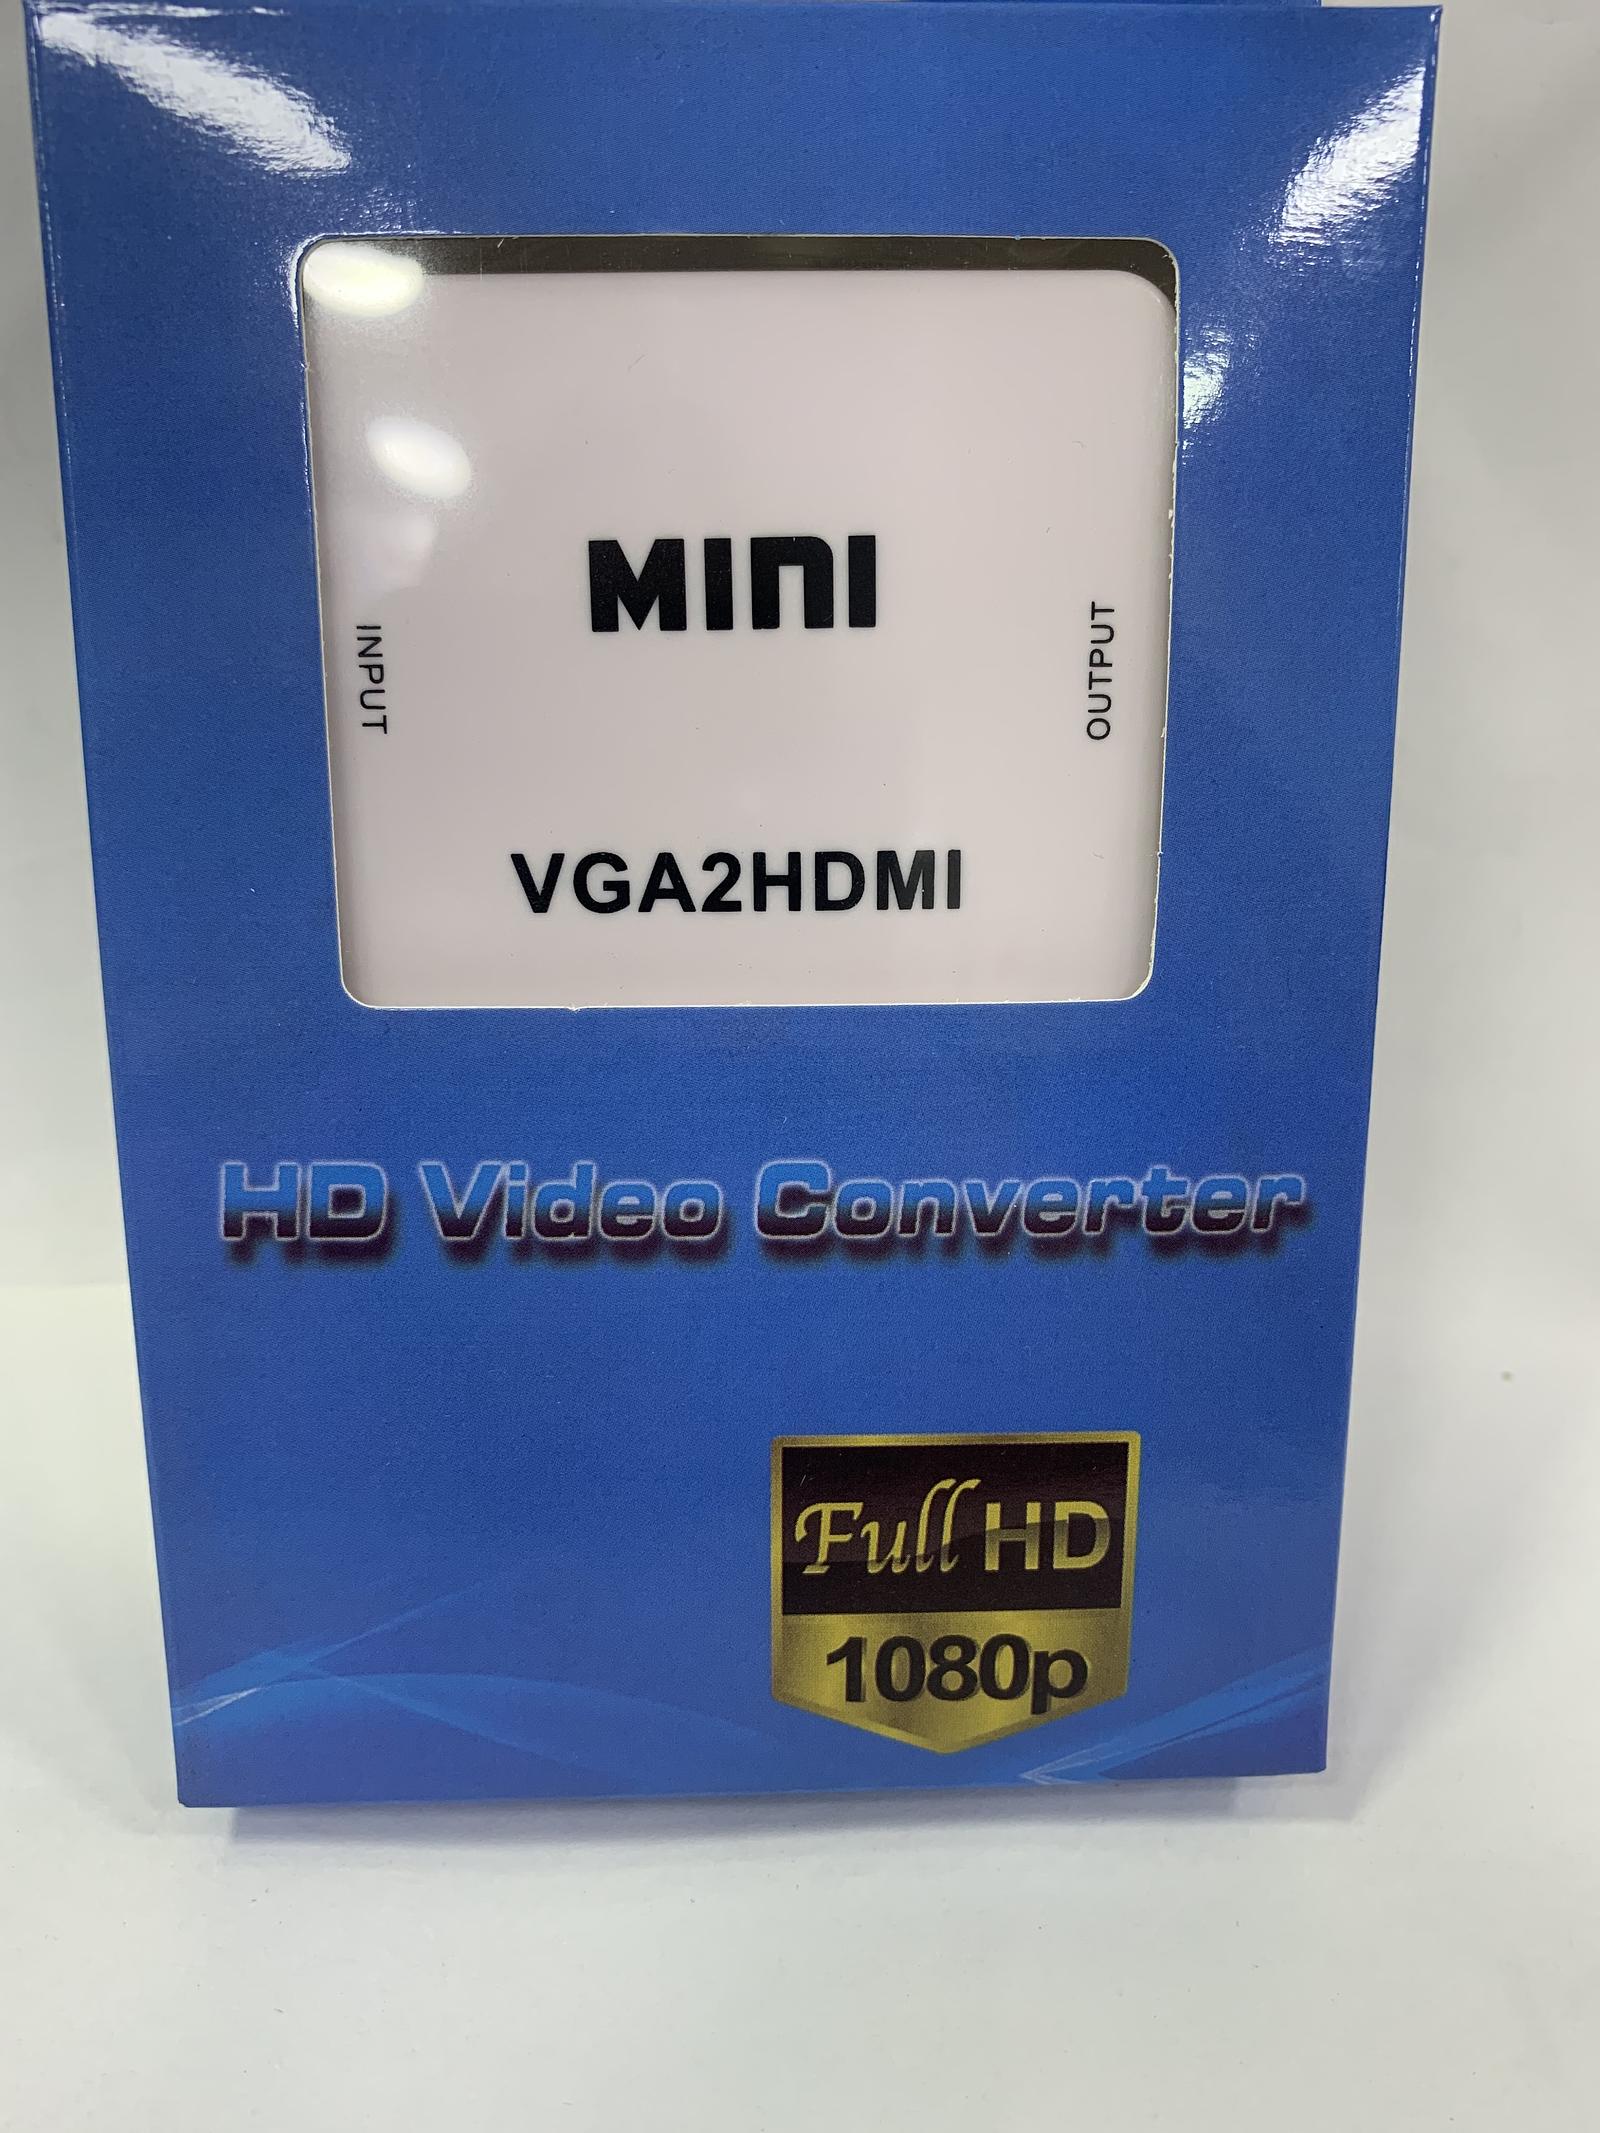 MINI
INPUT
OUTPUT
VGA2HDMI
HD Video Converter
Full HD
1080p